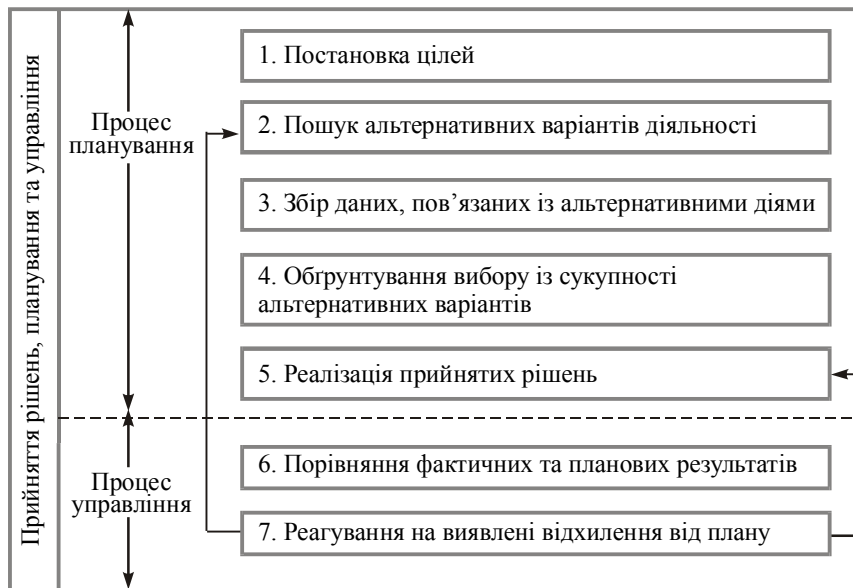 Прийняття рішень, планування та управління
Процес
планування
1. Постановка цілей
2. Пошук альтернативних варіантів діяльності
3. Збір даних, пов’язаних із альтернативними діями
4. Обґрунтування вибору із сукупності
альтернативних варіантів
5. Реалізація прийнятих рішень
Процес
управління
6. Порівняння фактичних та планових результатів
7. Реагування на виявлені відхилення від плану